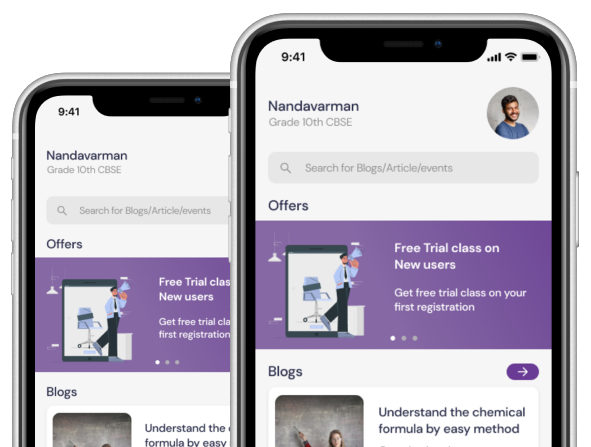 9:41
Nandavarman
Grade 10th CBSE
Search for Blogs/Article/events
Offers
Free Trial clas
New users
Get free trial cla
first registration
Blogs
Understand the
formula by easy
9:41
Nandavarman
Grade 10th CBSE
Search for Blogs/Article/events
Offers
Free Trial class on
New users
Get free trial class on your
first registration
Blogs
Understand the chemical
formula by easy method